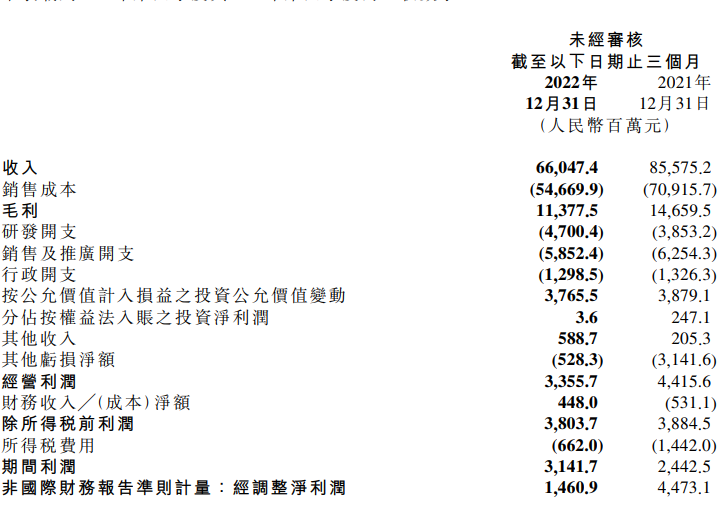 未經審核
截至以下日期止三個月
2022年 2021年
12月31日 12月31日
(人民幣百萬元)
收入 66,047.4 85,575.2
銷售成本 (54,669.9) (70,915.7)
毛利 11,377.5 14,659.5
研發開支 (4,700.4) (3,853.2)
銷售及推廣開支 (5,852.4) (6,254.3)
行政開支 (1,298.5) (1,326.3)
按公允價值計入損益之投資公允價值變動 3,765.5 3,879.1
分佔按權益法入賬之投資淨利潤 3.6 247.1
其他收入 588.7 205.3
其他虧損淨額 (528.3) (3,141.6)
經營利潤 3,355.7 4,415.6
財務收入╱(成本)淨額 448.0 (531.1)
除所得稅前利潤 3,803.7 3,884.5
所得稅費用 (662.0) (1,442.0)
期間利潤 3,141.7 2,442.5
非國際財務報告準則計量：經調整淨利潤 1,460.9 4,473.1